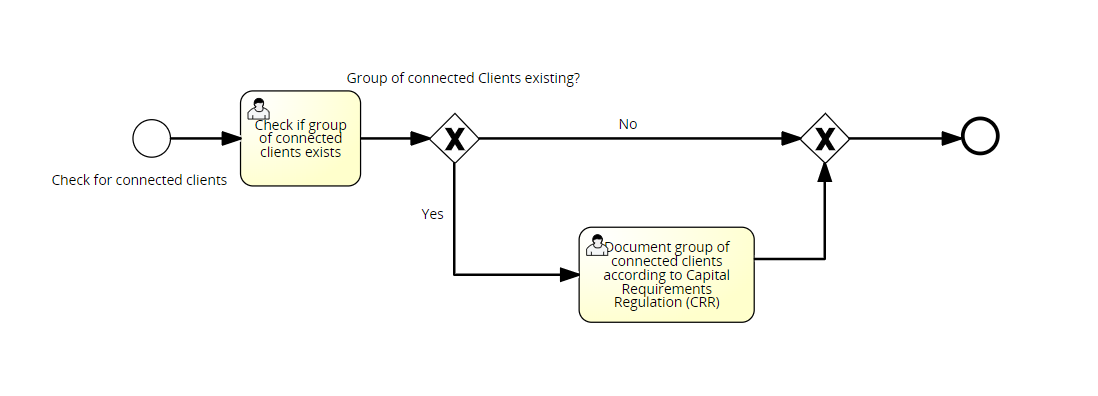 Group of connected Clients existing?
Check if group
of connected
clients exists
No
Check for connected clients
Yes
Document group of
connected clients
according to Capital
Requirements
Regulation (CRR)